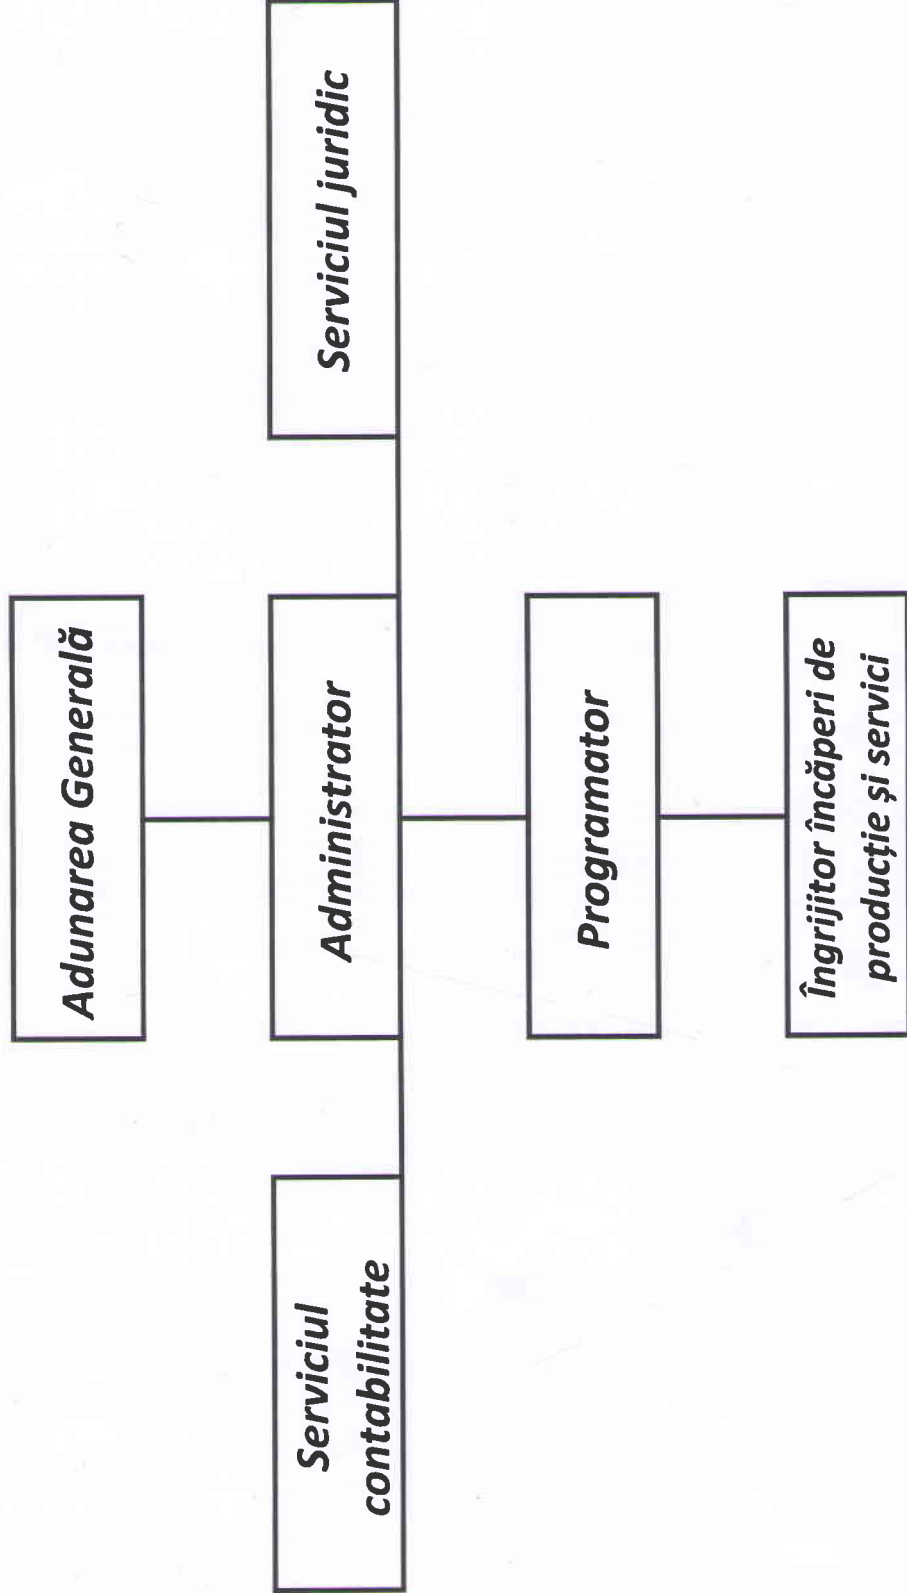 Adunarea Generală
Serviciul
contabilitate
Administrator
Serviciul juridic
Programator
Îngrijitor încăperi de
producție și servici